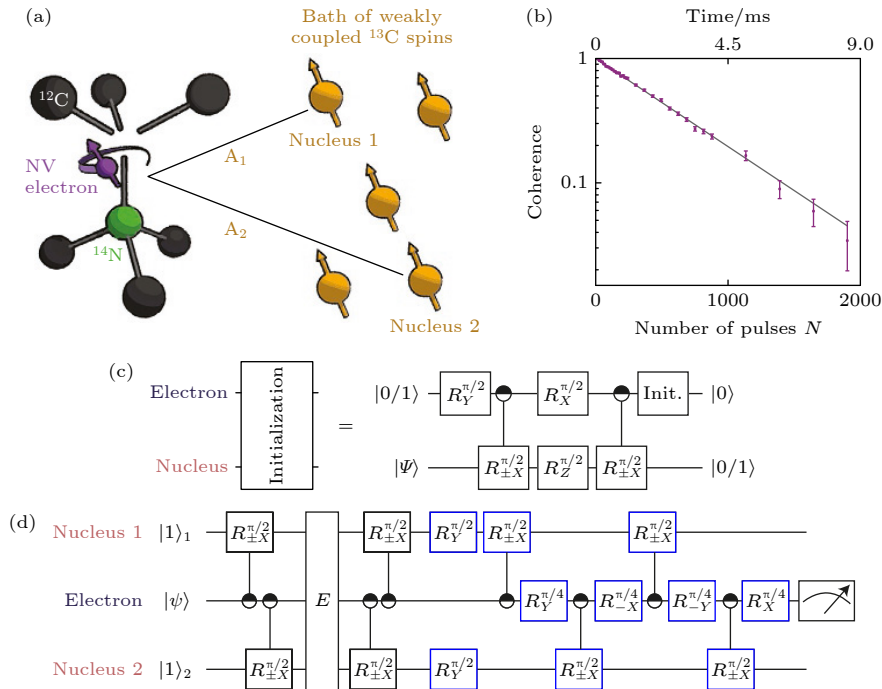 (a)
Bath of weakly
coupled ¹³C spins
¹²C
Nucleus 1
NV
electron
A₁
A₂
¹⁴N
Nucleus 2
(b)
Time/ms
0 4.5 9.0
1
0.1
Coherence
0 1000 2000
Number of pulses N
(c)
Electron
Nucleus
Initialization
=
|0/1⟩ R_Y^{π/2} R_X^{π/2} Init. |0⟩
|Ψ⟩ R_{±X}^{π/2} R_Z^{π/2} R_{±X}^{π/2} |0/1⟩
(d)
Nucleus 1 |1⟩₁ R_{±X}^{π/2} R_{±X}^{π/2} R_Y^{π/2} R_{±X}^{π/2} R_{±X}^{π/2}
Electron |ψ⟩ E R_Y^{π/4} R_{-X}^{π/4} R_{-Y}^{π/4} R_X^{π/4}
Nucleus 2 |1⟩₂ R_{±X}^{π/2} R_{±X}^{π/2} R_Y^{π/2} R_{±X}^{π/2} R_{±X}^{π/2}